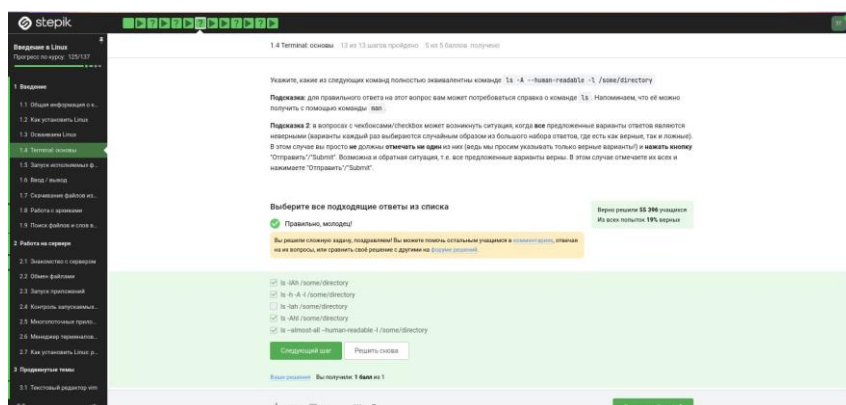 stepik
Введение в Linux
Прогресс по курсу: 125/137
1 Введение
1.1 Общая информация о к...
1.2 Как установить Linux
1.3 Осваиваем Linux
1.4 Terminal: основы
1.5 Запуск исполняемых ф...
1.6 Ввод / вывод
1.7 Скачивание файлов из...
1.8 Работа с архивами
1.9 Поиск файлов и слов в...
2 Работа на сервере
2.1 Знакомство с сервером
2.2 Обмен файлами
2.3 Запуск приложений
2.4 Контроль запускаемых...
2.5 Многопоточные прило...
2.6 Менеджер терминалов...
2.7 Как установить Linux: р...
3 Продвинутые темы
3.1 Текстовый редактор vim
1.4 Terminal: основы 13 из 13 шагов пройдено 5 из 5 баллов получено
Укажите, какие из следующих команд полностью эквивалентны команде ls -A --human-readable -l /some/directory
Подсказка: для правильного ответа на этот вопрос вам может потребоваться справка о команде ls. Напоминаем, что её можно
получить с помощью команды man.
Подсказка 2: в вопросах с чекбоксами/checkbox может возникнуть ситуация, когда все предложенные варианты ответов являются
неверными (варианты каждый раз выбираются случайным образом из большого набора ответов, где есть как верные, так и ложные).
В этом случае вы просто не должны отмечать ни один из них (ведь мы просим указывать только верные варианты!) и нажать кнопку
"Отправить"/"Submit". Возможна и обратная ситуация, т.е. все предложенные варианты верны. В этом случае отмечаете их все и
нажимаете "Отправить"/"Submit".
Выберите все подходящие ответы из списка
Правильно, молодец!
Верно решили 55 396 учащихся
Из всех попыток 19% верных
Вы решили сложную задачу, поздравляем! Вы можете помочь остальным учащимся в комментариях, отвечая
на их вопросы, или сравнить своё решение с другими на форуме решений.
ls -lAh /some/directory
ls -h -A -l /some/directory
ls -lah /some/directory
ls -Ahl /some/directory
ls --almost-all --human-readable -l /some/directory
Следующий шаг Решить снова
Ваши решения Вы получили: 1 балл из 1